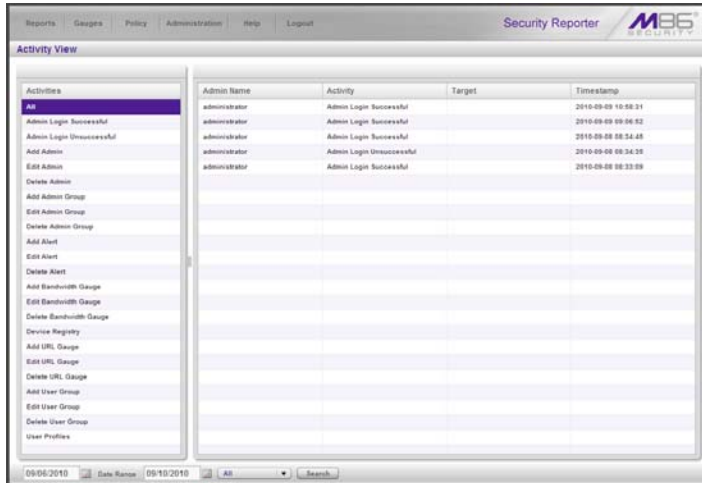 Reports Gauges Policy Administration Help Logout Security Reporter M86 SECURITY
Activity View
Activities
All
Admin Login Successful
Admin Login Unsuccessful
Add Admin
Edit Admin
Delete Admin
Add Admin Group
Edit Admin Group
Delete Admin Group
Add Alert
Edit Alert
Delete Alert
Add Bandwidth Gauge
Edit Bandwidth Gauge
Delete Bandwidth Gauge
Device Registry
Add URL Gauge
Edit URL Gauge
Delete URL Gauge
Add User Group
Edit User Group
Delete User Group
User Profiles
Admin Name Activity Target Timestamp
administrator Admin Login Successful 2010-09-09 10:58:31
administrator Admin Login Successful 2010-09-09 09:06:52
administrator Admin Login Successful 2010-09-08 08:34:45
administrator Admin Login Unsuccessful 2010-09-08 08:34:35
administrator Admin Login Successful 2010-09-08 08:33:09
09/06/2010 Date Range 09/10/2010 All Search